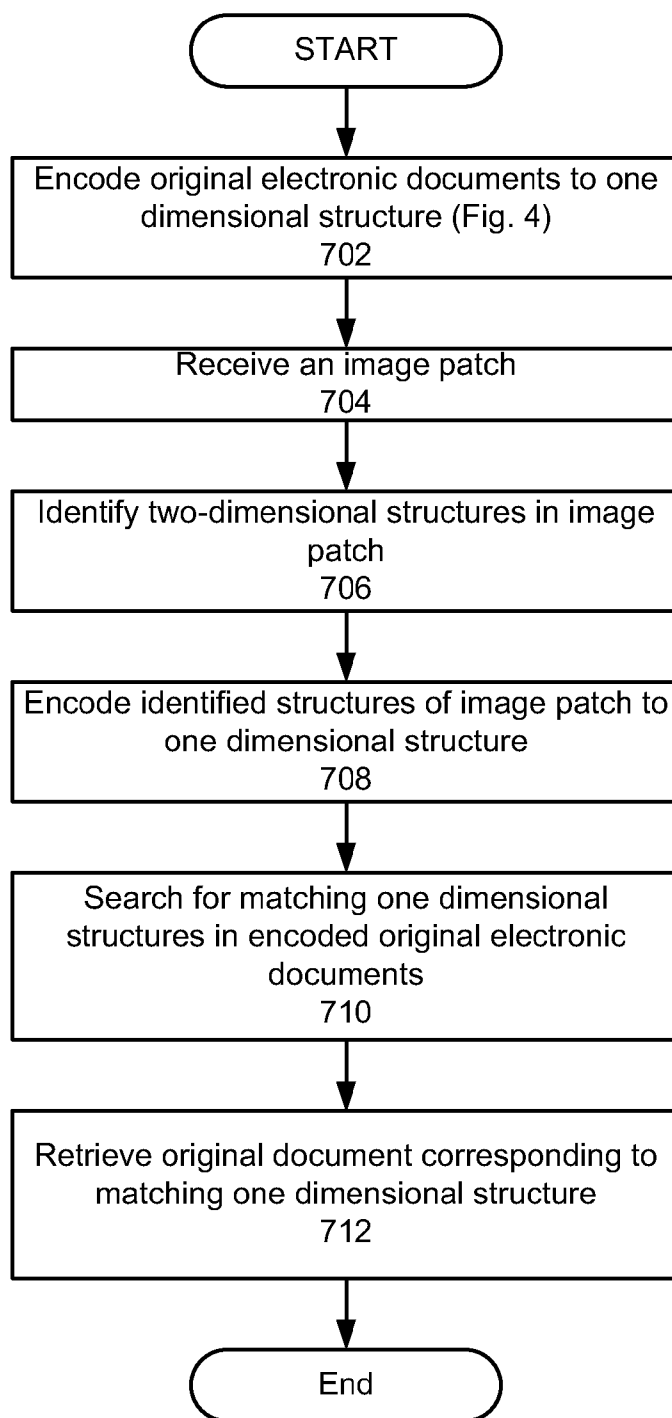 START
Encode original electronic documents to one
dimensional structure (Fig. 4)
702
Receive an image patch
704
Identify two-dimensional structures in image
patch
706
Encode identified structures of image patch to
one dimensional structure
708
Search for matching one dimensional
structures in encoded original electronic
documents
710
Retrieve original document corresponding to
matching one dimensional structure
712
End